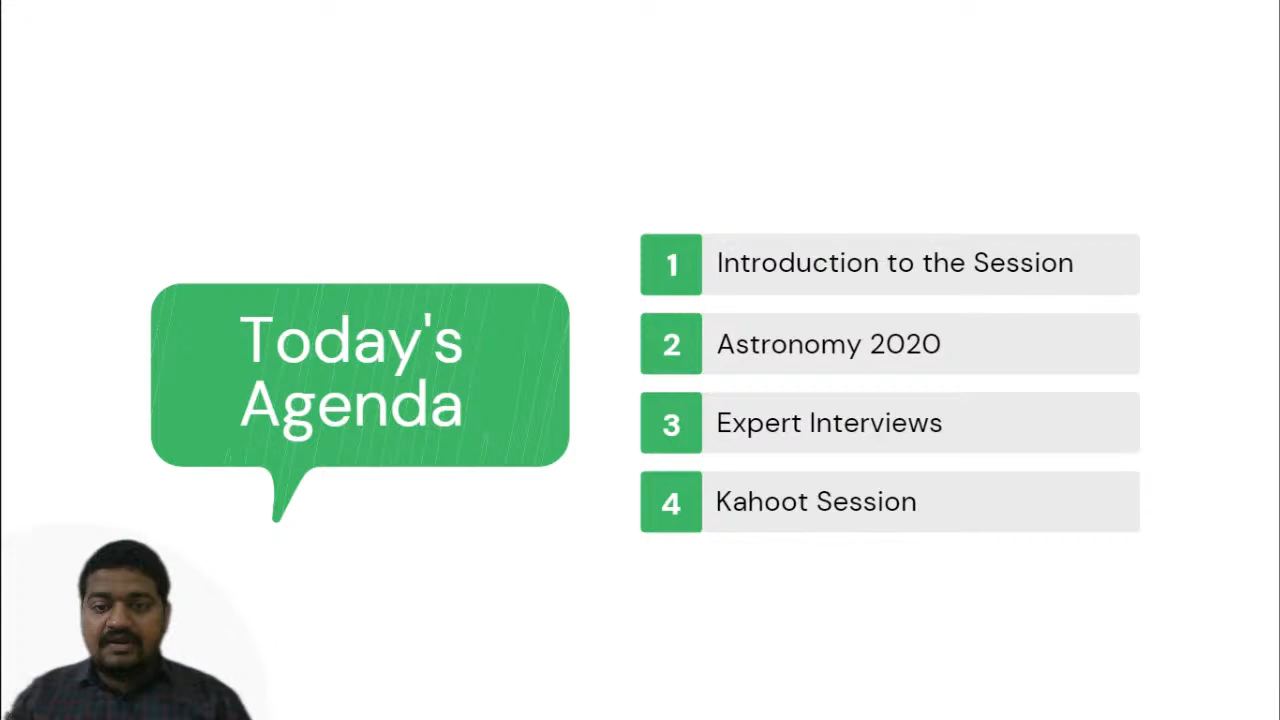 Today's
Agenda
1 Introduction to the Session
2 Astronomy 2020
3 Expert Interviews
4 Kahoot Session